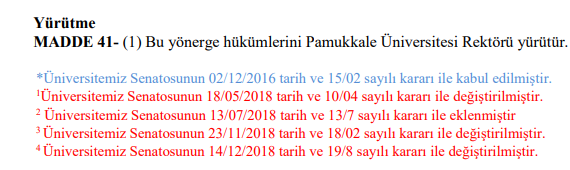 Yürütme
MADDE 41- (1) Bu yönerge hükümlerini Pamukkale Üniversitesi Rektörü yürütür.
*Üniversitemiz Senatosunun 02/12/2016 tarih ve 15/02 sayılı kararı ile kabul edilmiştir.
¹Üniversitemiz Senatosunun 18/05/2018 tarih ve 10/04 sayılı kararı ile değiştirilmiştir.
² Üniversitemiz Senatosunun 13/07/2018 tarih ve 13/7 sayılı kararı ile eklenmiştir
³ Üniversitemiz Senatosunun 23/11/2018 tarih ve 18/02 sayılı kararı ile değiştirilmiştir.
⁴ Üniversitemiz Senatosunun 14/12/2018 tarih ve 19/8 sayılı kararı ile değiştirilmiştir.